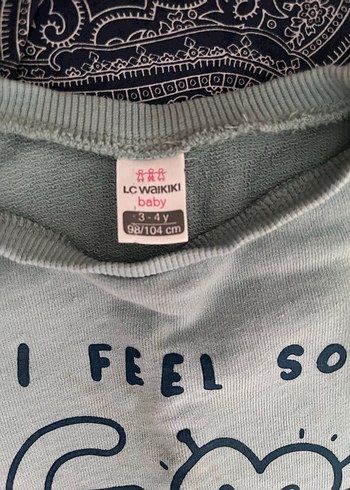 LC WAIKIKI
baby
3 - 4 y
98/104 cm
I FEEL SO